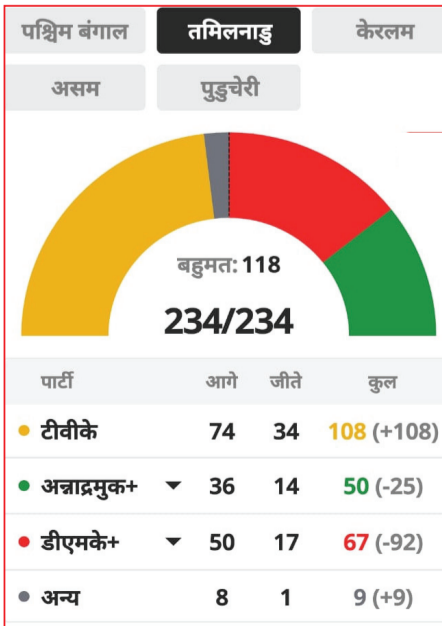 पश्चिम बंगाल तमिलनाडु केरलम
असम पुडुचेरी
बहुमत: 118
234/234
पार्टी आगे जीते कुल
टीवीके 74 34 108 (+108)
अन्नाद्रमुक+ 36 14 50 (-25)
डीएमके+ 50 17 67 (-92)
अन्य 8 1 9 (+9)